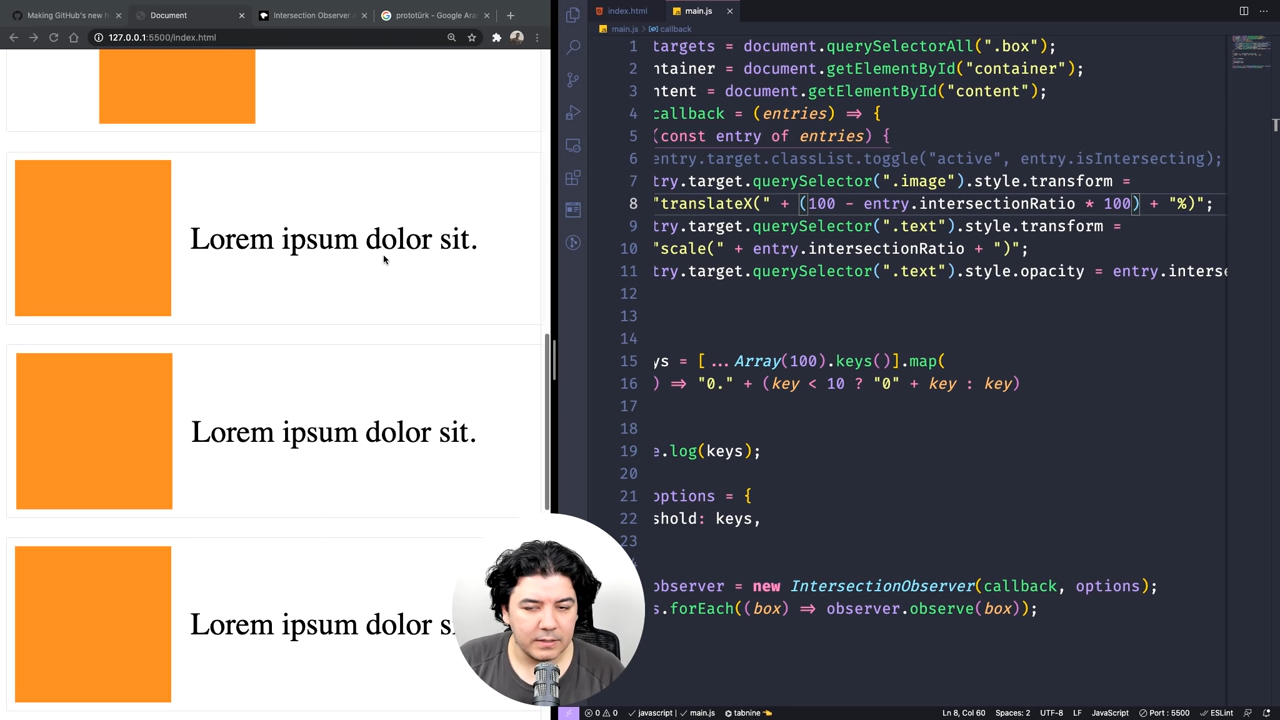 Making GitHub's new h
Document
Intersection Observer A
prototürk - Google Ara
127.0.0.1:5500/index.html
Lorem ipsum dolor sit.
Lorem ipsum dolor sit.
Lorem ipsum dolor s
index.html
main.js
main.js > callback
1 targets = document.querySelectorAll(".box");
2 ntainer = document.getElementById("container");
3 ntent = document.getElementById("content");
4 callback = (entries) => {
5 (const entry of entries) {
6 entry.target.classList.toggle("active", entry.isIntersecting);
7 try.target.querySelector(".image").style.transform =
8 "translateX(" + (100 - entry.intersectionRatio * 100) + "%)";
9 try.target.querySelector(".text").style.transform =
10 "scale(" + entry.intersectionRatio + ")";
11 try.target.querySelector(".text").style.opacity = entry.interse
12
13
14
15 ys = [...Array(100).keys()].map(
16 ) => "0." + (key < 10 ? "0" + key : key)
17
18
19 e.log(keys);
20
21 options = {
22 shold: keys,
23
observer = new IntersectionObserver(callback, options);
s.forEach((box) => observer.observe(box));
0 0 javascript | main.js tabnine Ln 8, Col 60 Spaces: 2 UTF-8 LF JavaScript Port : 5500 ESLint